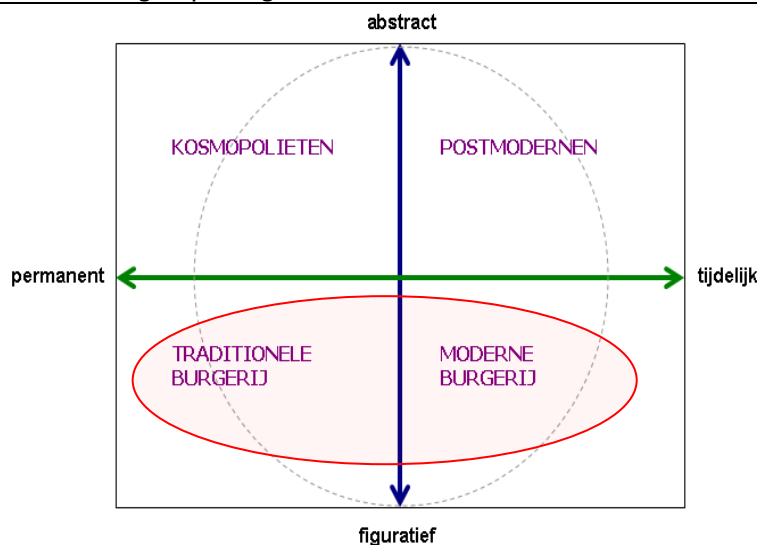 abstract
KOSMOPOLIETEN
POSTMODERNEN
permanent
tijdelijk
TRADITIONELE
BURGERIJ
MODERNE
BURGERIJ
figuratief